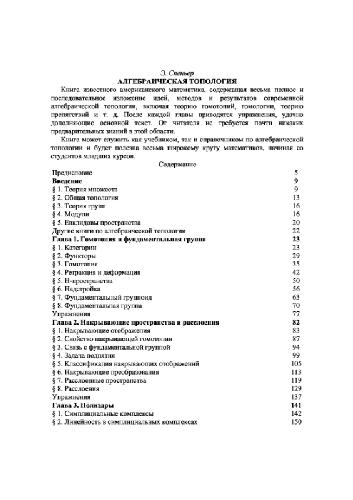 Э. Спеньер
АЛГЕБРАИЧЕСКАЯ ТОПОЛОГИЯ
Книга известного американского математика, содержащая весьма полное и
последовательное изложение идей, методов и результатов современной
алгебраической топологии, включая теорию гомотопий, гомологии, теорию
препятствий и т. д. После каждой главы приводятся упражнения, удачно
дополняющие основной текст. От читателя не требуется почти никаких
предварительных знаний в этой области.
Книга может служить как учебником, так и справочником по алгебраической
топологии и будет полезна весьма широкому кругу математиков, начиная со
студентов младших курсов.
Содержание
Предисловие 5
Введение 9
§ 1. Теория множеств 9
§ 2. Общая топология 13
§ 3. Теория групп 16
§ 4. Модули 16
§ 5. Евклидовы пространства 20
Другие книги по алгебраической топологии 22
Глава 1. Гомотопия и фундаментальная группа 23
§ 1. Категории 23
§ 2. Функторы 29
§ 3. Гомотопия 35
§ 4. Ретракция и деформация 42
§ 5. H-пространства 50
§ 6. Надстройка 56
§ 7. Фундаментальный группоид 63
§ 8. Фундаментальная группа 70
Упражнения 77
Глава 2. Накрывающие пространства и расслоения 82
§ 1. Накрывающие отображения 83
§ 2. Свойство накрывающей гомотопии 87
§ 3. Связь с фундаментальной группой 94
§ 4. Задача поднятия 99
§ 5. Классификация накрывающих отображений 105
§ 6. Накрывающие преобразования 113
§ 7. Расслоенные пространства 119
§ 8. Расслоения 129
Упражнения 137
Глава 3. Полиэдры 141
§ 1. Симплициальные комплексы 142
§ 2. Линейность в симплициальных комплексах 150